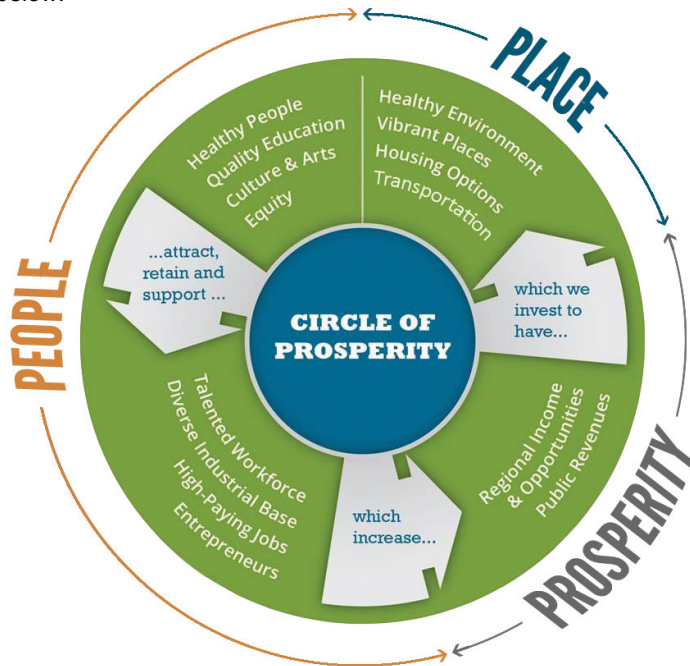 PLACE
PEOPLE
PROSPERITY
Healthy People
Quality Education
Culture & Arts
Equity
Healthy Environment
Vibrant Places
Housing Options
Transportation
...attract,
retain and
support ...
which we
invest to
have...
CIRCLE OF
PROSPERITY
Talented Workforce
Diverse Industrial Base
High-Paying Jobs
Entrepreneurs
which
increase...
Regional Income
& Opportunities
Public Revenues